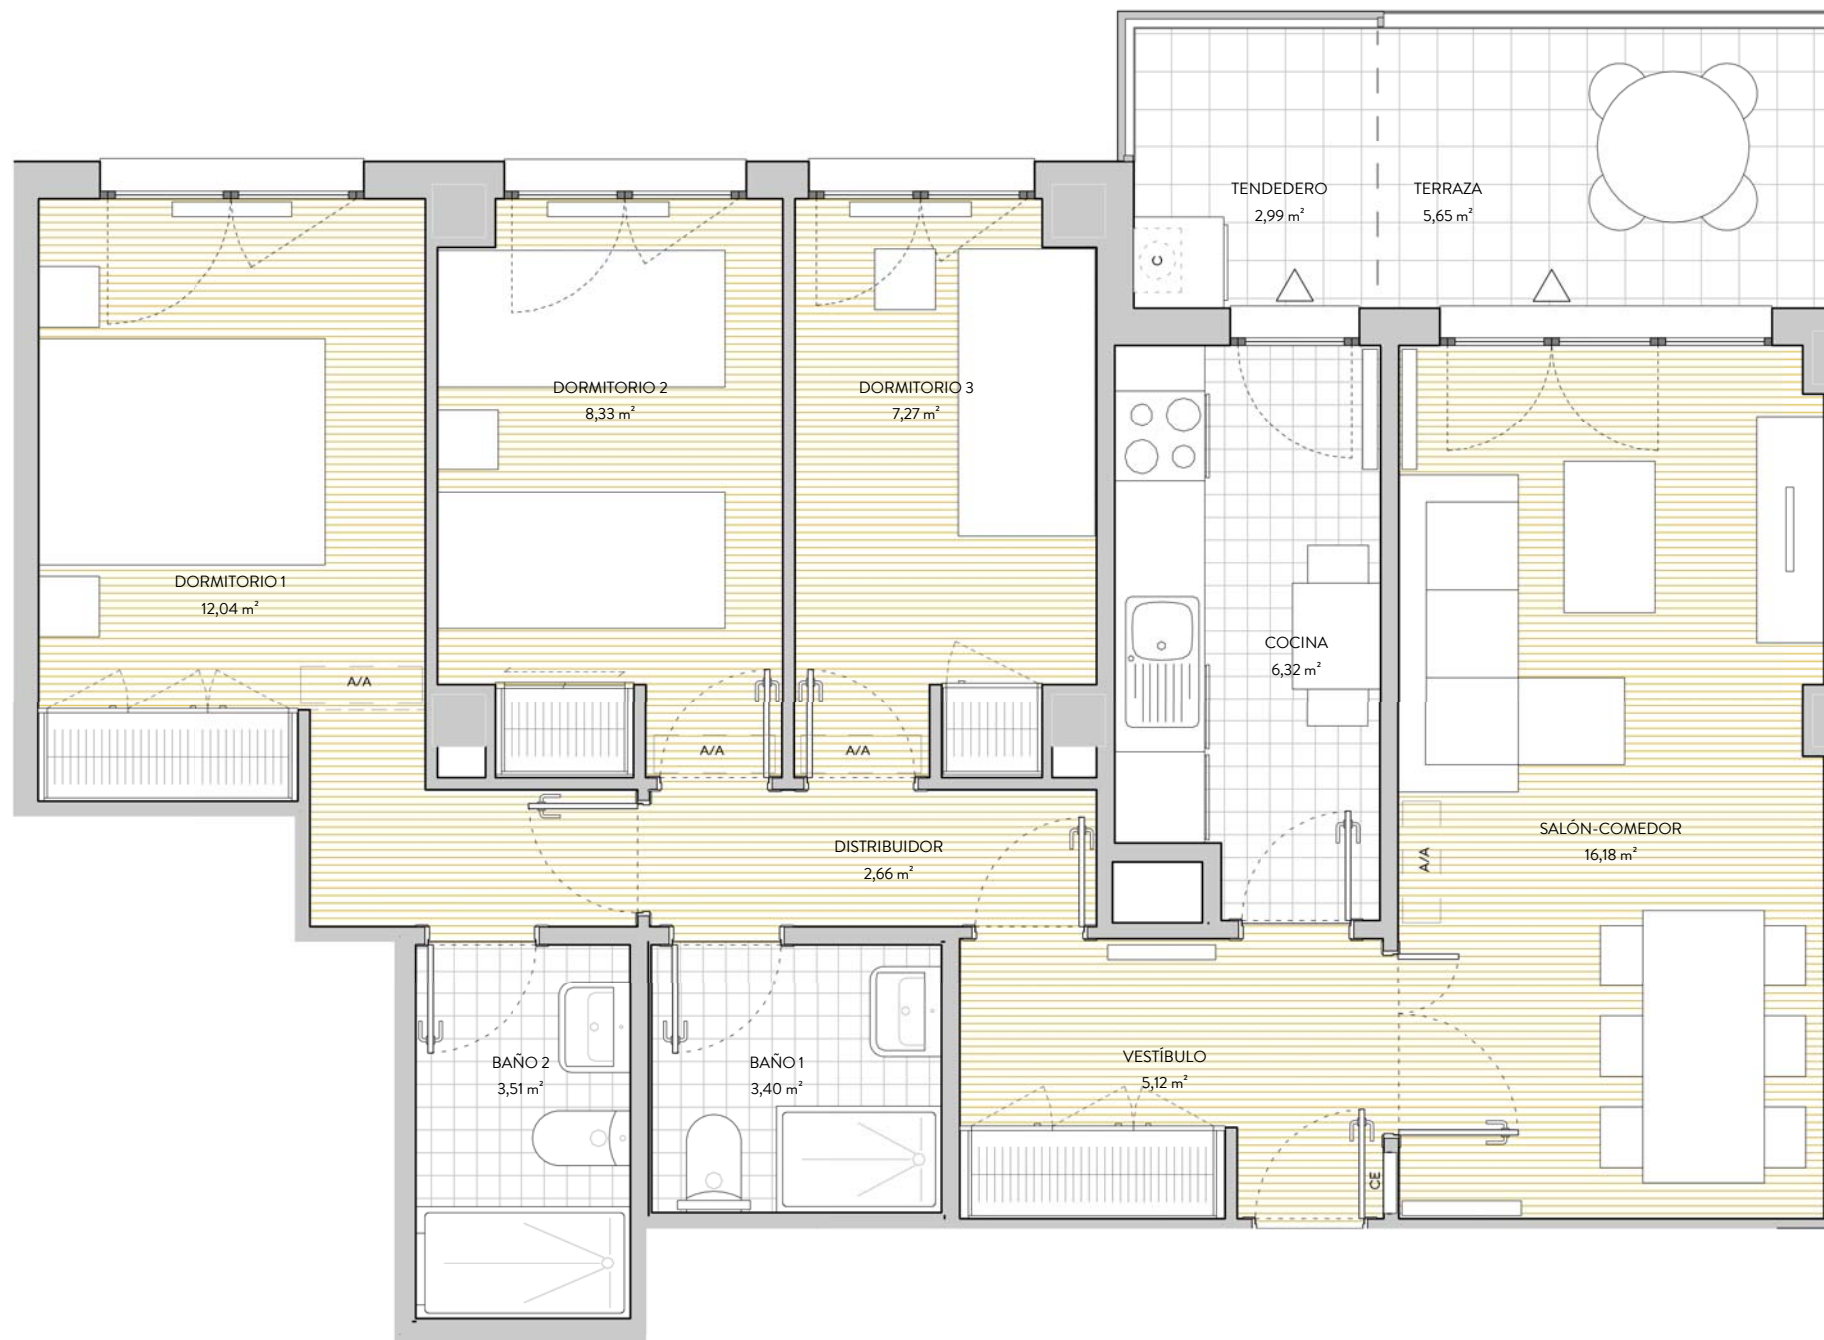 TENDEDERO
2,99 m²
TERRAZA
5,65 m²
C
DORMITORIO 2
8,33 m²
DORMITORIO 3
7,27 m²
DORMITORIO 1
12,04 m²
COCINA
6,32 m²
A/A
A/A
A/A
SALÓN-COMEDOR
16,18 m²
A/A
DISTRIBUIDOR
2,66 m²
BAÑO 2
3,51 m²
BAÑO 1
3,40 m²
VESTÍBULO
5,12 m²
CE